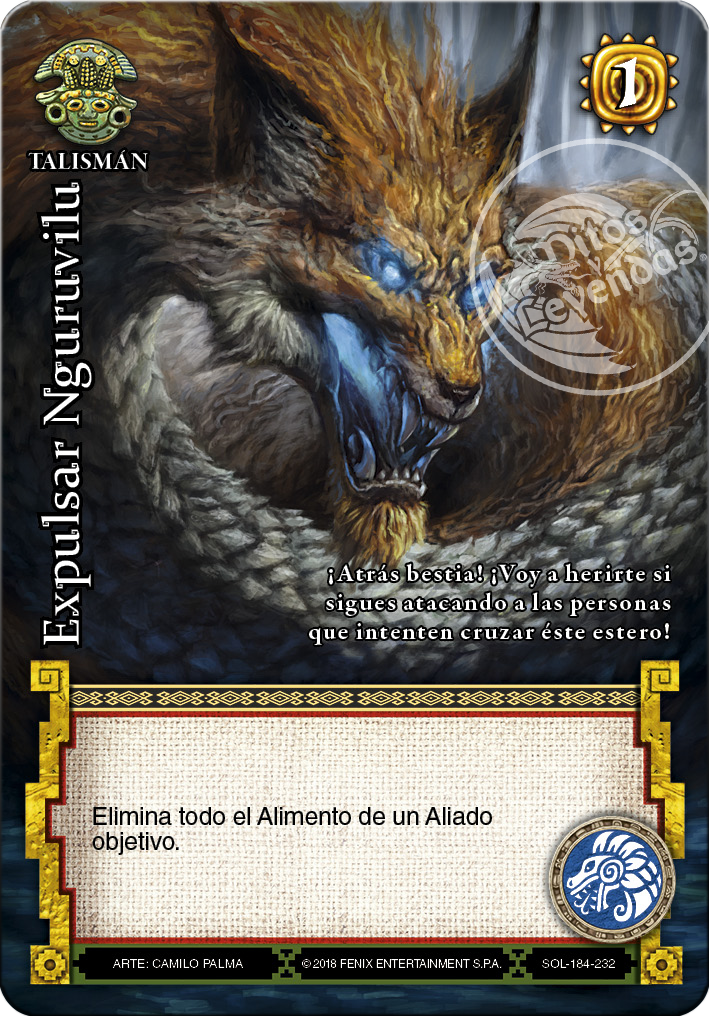 1
TALISMÁN
Expulsar Nguruvilu
Mitos
y
Leyendas
®
¡Atrás bestia! ¡Voy a herirte si
sigues atacando a las personas
que intenten cruzar éste estero!
Elimina todo el Alimento de un Aliado
objetivo.
ARTE: CAMILO PALMA
©2018 FENIX ENTERTAINMENT S.P.A.
SOL-184-232